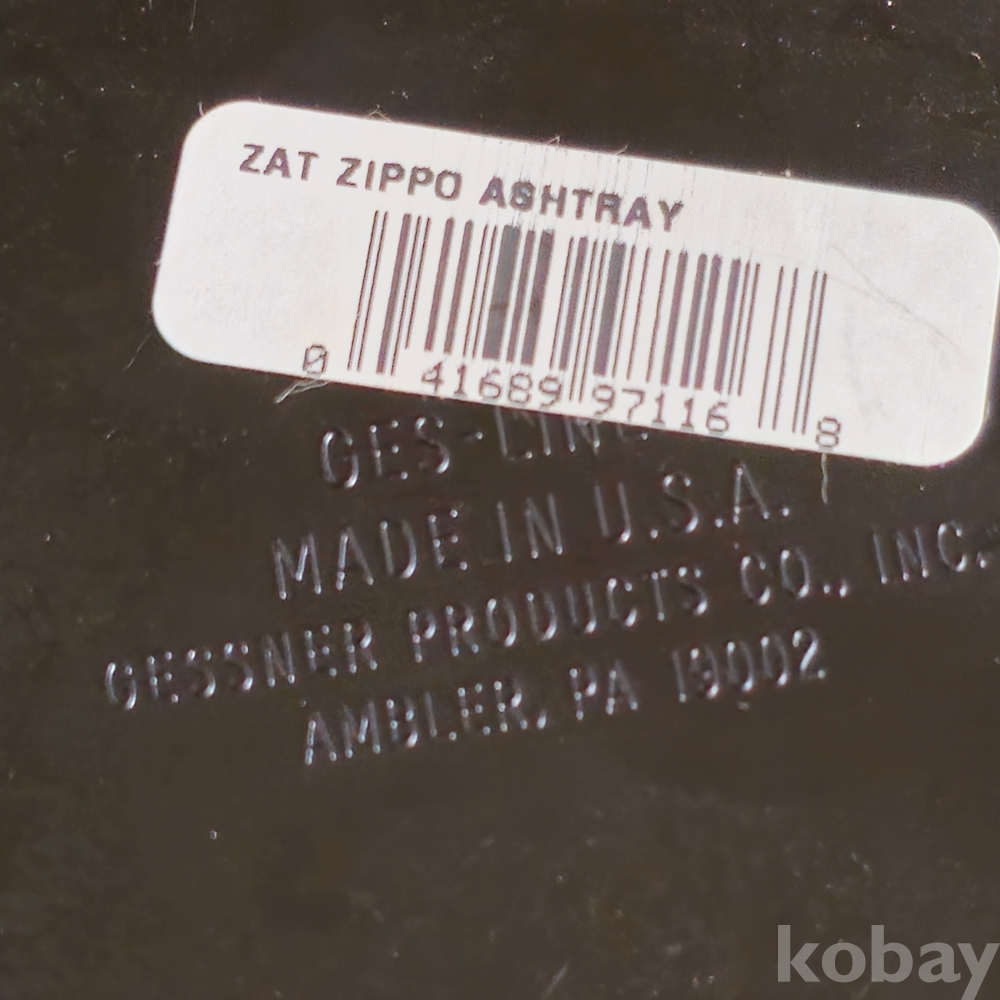 ZAT ZIPPO ASHTRAY
0 41689 97116 8
GES-LINE
MADE IN U.S.A.
GESSNER PRODUCTS CO., INC.
AMBLER, PA 19002
kobay